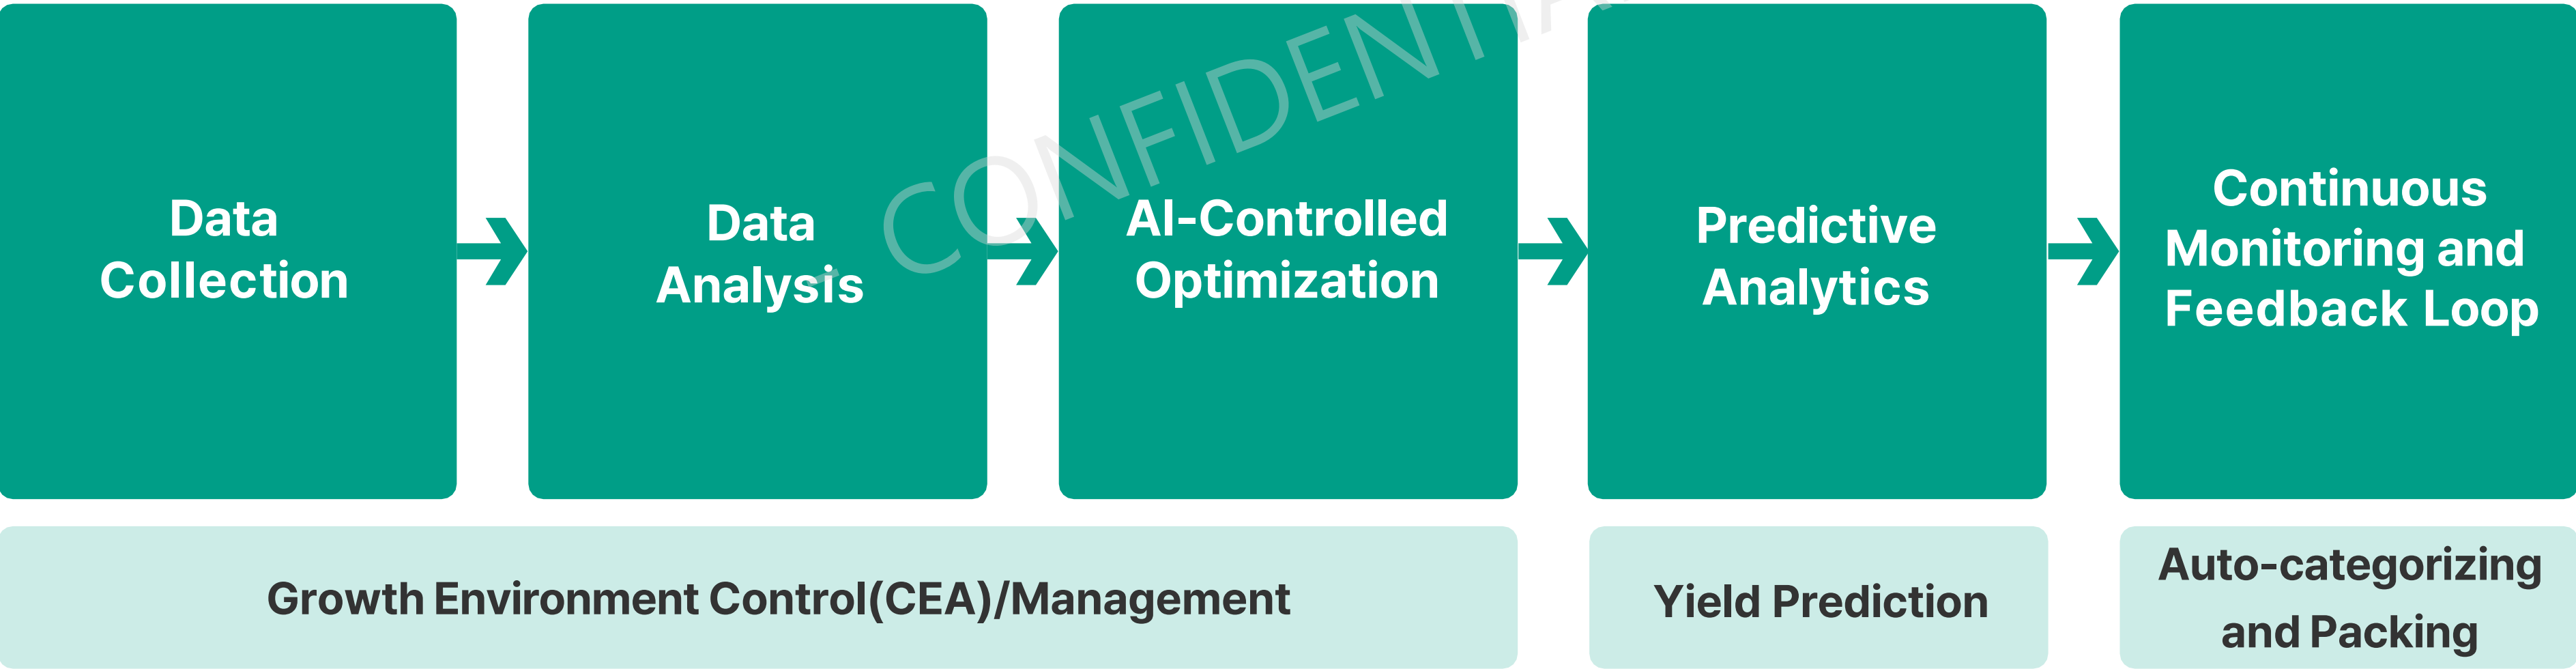 Data
Collection
Data
Analysis
AI-Controlled
Optimization
Predictive
Analytics
Continuous
Monitoring and
Feedback Loop
CONFIDENTIA
Growth Environment Control(CEA)/Management
Yield Prediction
Auto-categorizing
and Packing